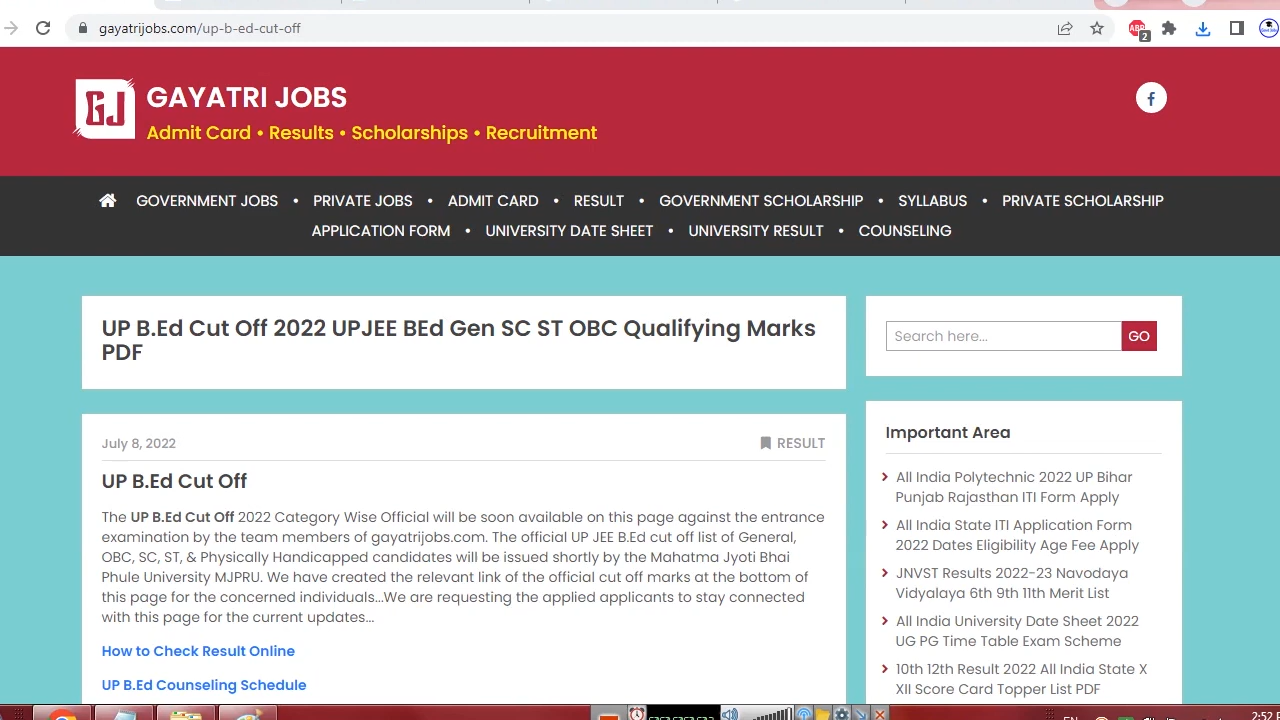 gayatrijobs.com/up-b-ed-cut-off
ABP
2
GJ
GAYATRI JOBS
Admit Card • Results • Scholarships • Recruitment
GOVERNMENT JOBS • PRIVATE JOBS • ADMIT CARD • RESULT • GOVERNMENT SCHOLARSHIP • SYLLABUS • PRIVATE SCHOLARSHIP
APPLICATION FORM • UNIVERSITY DATE SHEET • UNIVERSITY RESULT • COUNSELING
UP B.Ed Cut Off 2022 UPJEE BEd Gen SC ST OBC Qualifying Marks
PDF
July 8, 2022
RESULT
UP B.Ed Cut Off
The UP B.Ed Cut Off 2022 Category Wise Official will be soon available on this page against the entrance
examination by the team members of gayatrijobs.com. The official UP JEE B.Ed cut off list of General,
OBC, SC, ST, & Physically Handicapped candidates will be issued shortly by the Mahatma Jyoti Bhai
Phule University MJPRU. We have created the relevant link of the official cut off marks at the bottom of
this page for the concerned individuals...We are requesting the applied applicants to stay connected
with this page for the current updates...
How to Check Result Online
UP B.Ed Counseling Schedule
Search here...
GO
Important Area
All India Polytechnic 2022 UP Bihar
Punjab Rajasthan ITI Form Apply
All India State ITI Application Form
2022 Dates Eligibility Age Fee Apply
JNVST Results 2022-23 Navodaya
Vidyalaya 6th 9th 11th Merit List
All India University Date Sheet 2022
UG PG Time Table Exam Scheme
10th 12th Result 2022 All India State X
XII Score Card Topper List PDF
EN
2:52